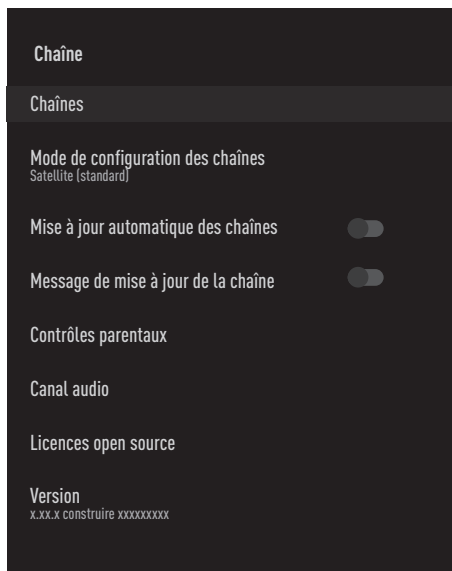 Chaîne
Chaînes
Mode de configuration des chaînes
Satellite (standard)
Mise à jour automatique des chaînes
Message de mise à jour de la chaîne
Contrôles parentaux
Canal audio
Licences open source
Version
x.xx.x construire xxxxxxxxx